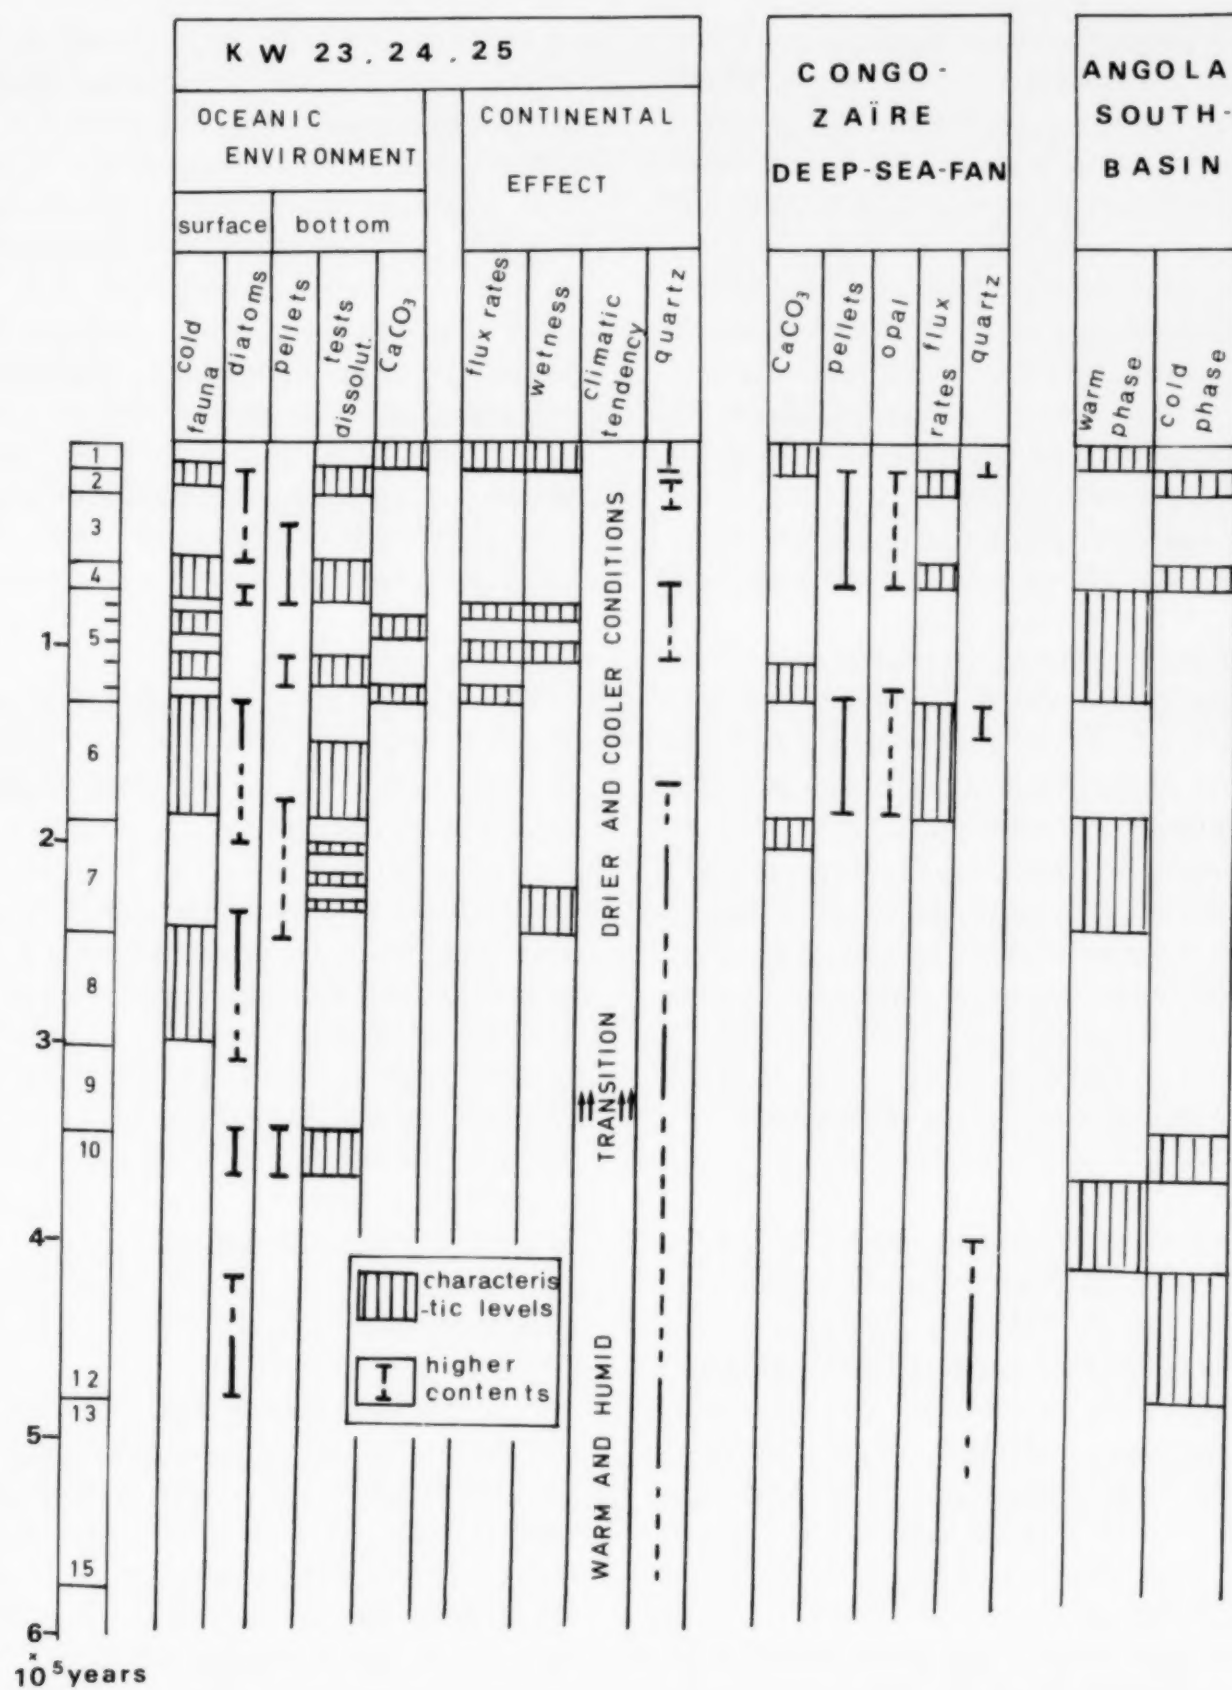 KW 23.24.25
OCEANIC
ENVIRONMENT
CONTINENTAL
EFFECT
surface
bottom
cold
fauna
diatoms
pellets
tests
dissolut.
CaCO₃
flux rates
wetness
climatic
tendency
quartz
CONGO-
ZAÏRE
DEEP-SEA-FAN
CaCO₃
pellets
opal
flux
rates
quartz
ANGOLA
SOUTH-
BASIN
warm
phase
cold
phase
1
2
3
4
5
6
7
8
9
10
12
13
15
1
2
3
4
5
6
x
10⁵ years
DRIER AND COOLER CONDITIONS
TRANSITION
WARM AND HUMID
characteris
-tic levels
higher
contents